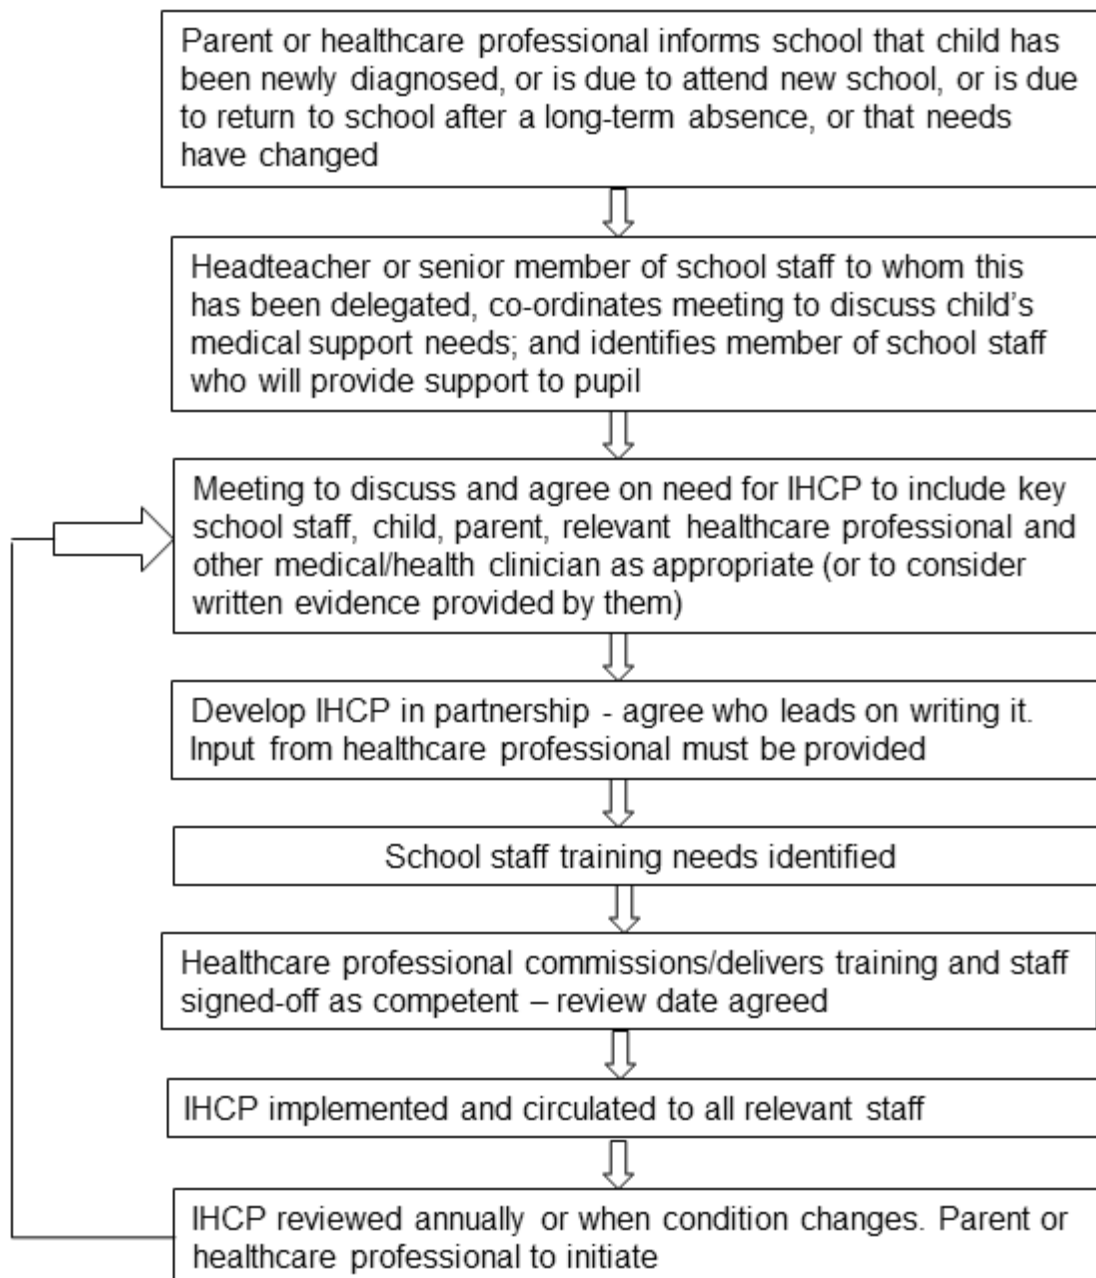 Parent or healthcare professional informs school that child has
been newly diagnosed, or is due to attend new school, or is due
to return to school after a long-term absence, or that needs
have changed
Headteacher or senior member of school staff to whom this
has been delegated, co-ordinates meeting to discuss child’s
medical support needs; and identifies member of school staff
who will provide support to pupil
Meeting to discuss and agree on need for IHCP to include key
school staff, child, parent, relevant healthcare professional and
other medical/health clinician as appropriate (or to consider
written evidence provided by them)
Develop IHCP in partnership - agree who leads on writing it.
Input from healthcare professional must be provided
School staff training needs identified
Healthcare professional commissions/delivers training and staff
signed-off as competent – review date agreed
IHCP implemented and circulated to all relevant staff
IHCP reviewed annually or when condition changes. Parent or
healthcare professional to initiate